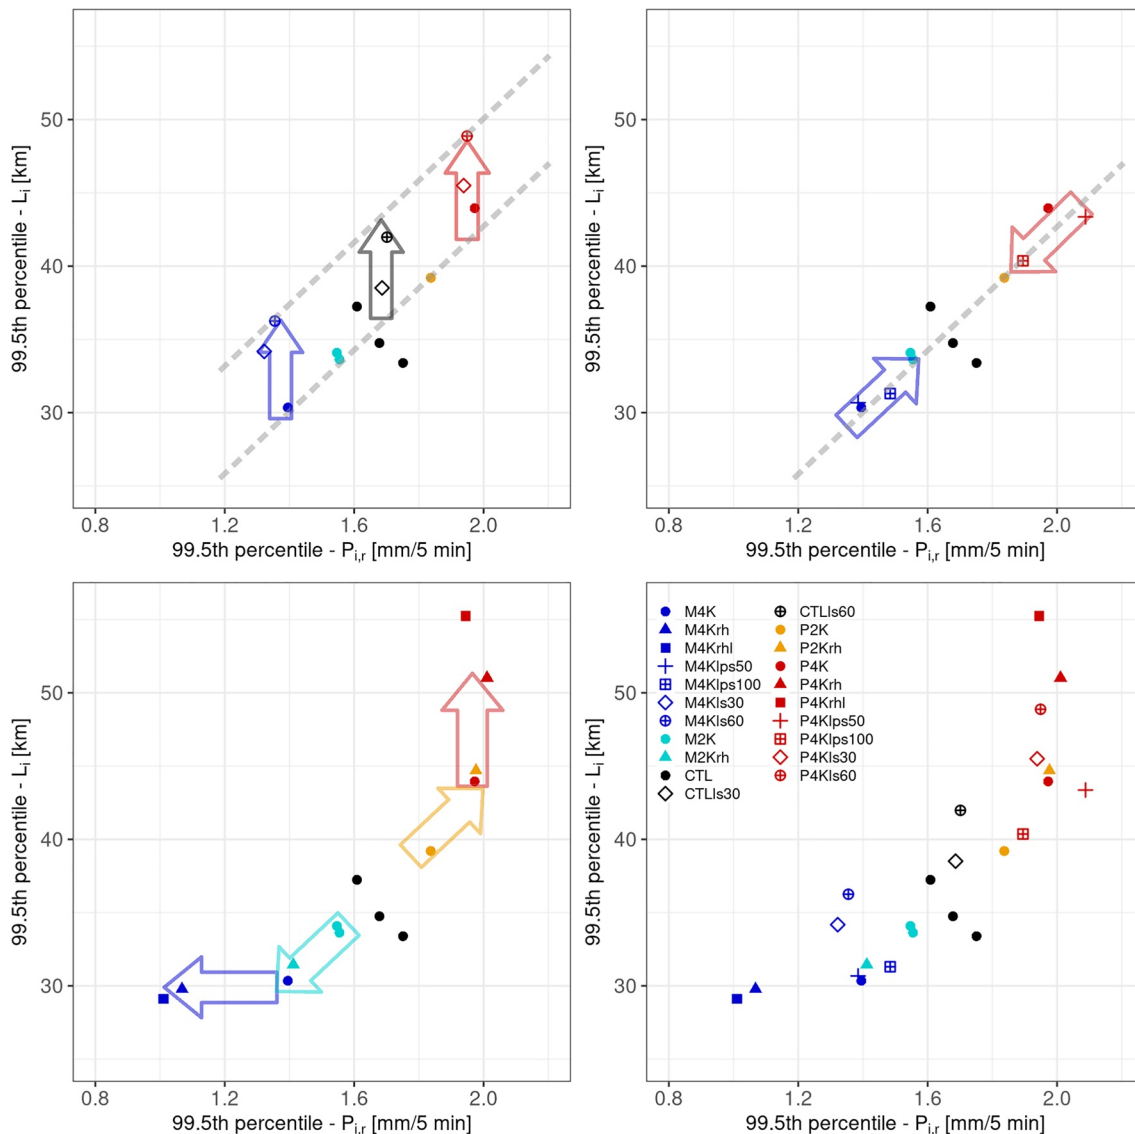 99.5th percentile - Li [km]
50
40
30
0.8 1.2 1.6 2.0
99.5th percentile - Pi,r [mm/5 min]
99.5th percentile - Li [km]
50
40
30
0.8 1.2 1.6 2.0
99.5th percentile - Pi,r [mm/5 min]
99.5th percentile - Li [km]
50
40
30
0.8 1.2 1.6 2.0
99.5th percentile - Pi,r [mm/5 min]
99.5th percentile - Li [km]
50
40
30
M4K
M4Krh
M4Krhl
M4Klps50
M4Klps100
M4Kls30
M4Kls60
M2K
M2Krh
CTL
CTLls30
CTLls60
P2K
P2Krh
P4K
P4Krh
P4Krhl
P4Klps50
P4Klps100
P4Kls30
P4Kls60
0.8 1.2 1.6 2.0
99.5th percentile - Pi,r [mm/5 min]